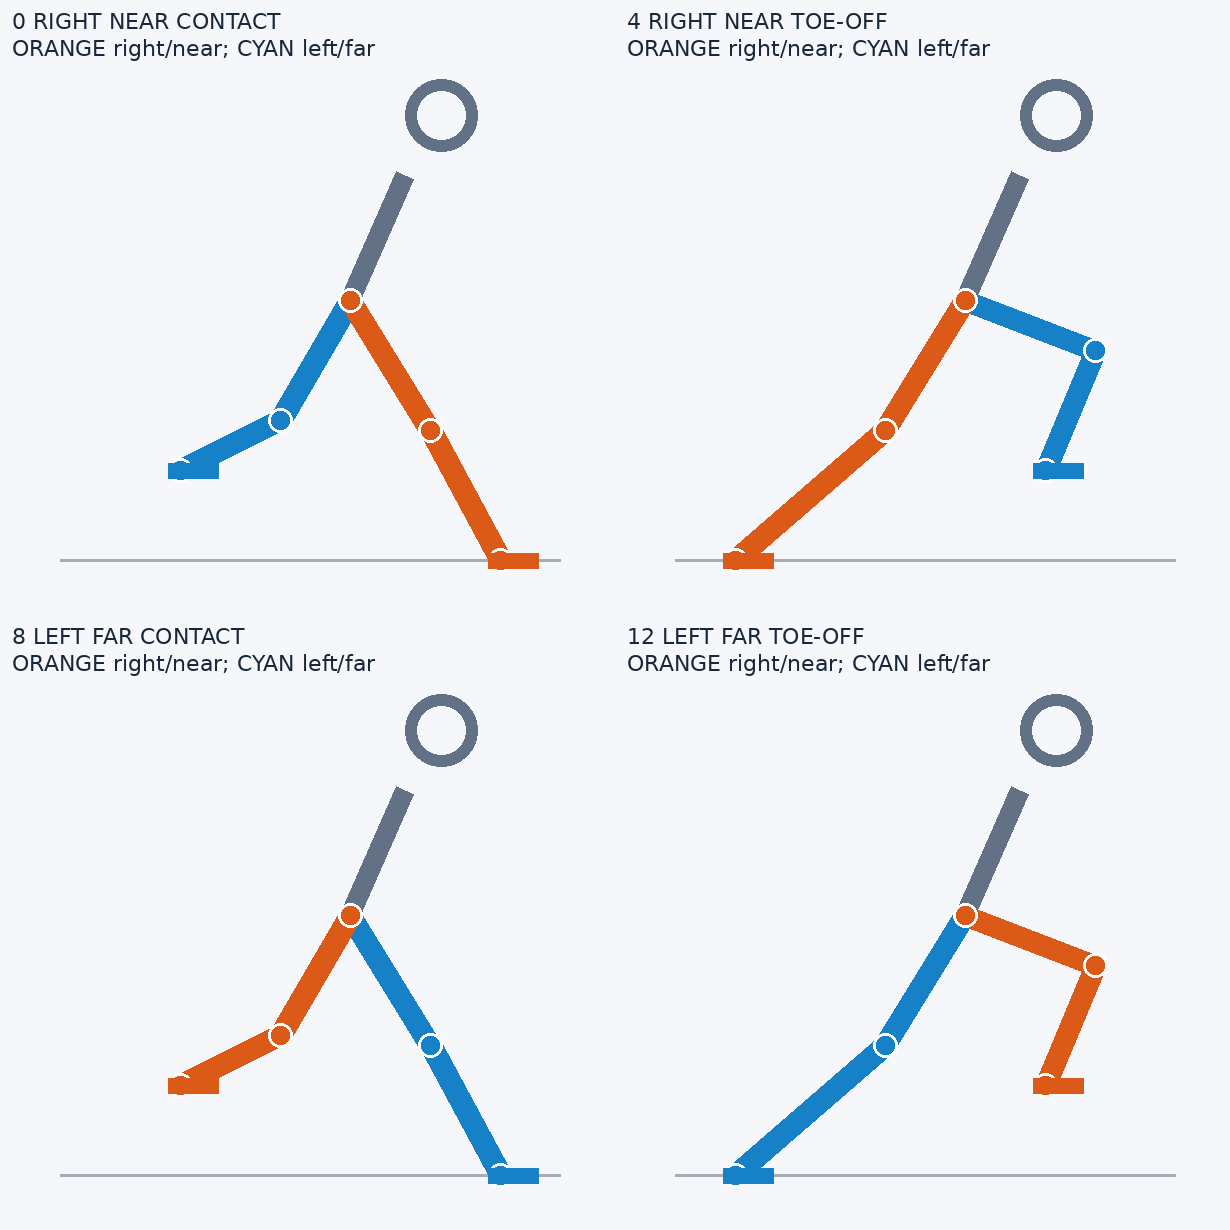 0 RIGHT NEAR CONTACT
ORANGE right/near; CYAN left/far
4 RIGHT NEAR TOE-OFF
ORANGE right/near; CYAN left/far
8 LEFT FAR CONTACT
ORANGE right/near; CYAN left/far
12 LEFT FAR TOE-OFF
ORANGE right/near; CYAN left/far